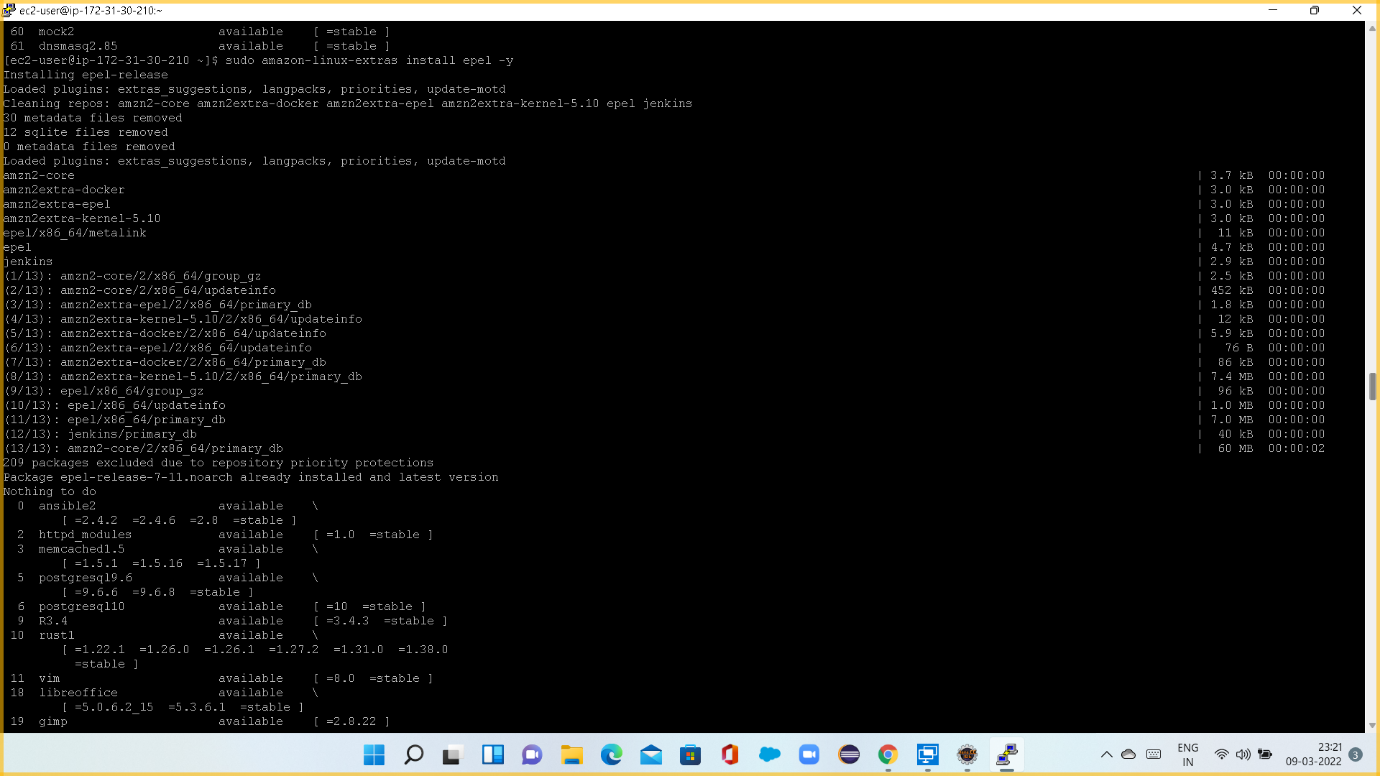 ec2-user@ip-172-31-30-210:~
60 mock2 available [ =stable ]
61 dnsmasq2.85 available [ =stable ]
[ec2-user@ip-172-31-30-210 ~]$ sudo amazon-linux-extras install epel -y
Installing epel-release
Loaded plugins: extras_suggestions, langpacks, priorities, update-motd
Cleaning repos: amzn2-core amzn2extra-docker amzn2extra-epel amzn2extra-kernel-5.10 epel jenkins
30 metadata files removed
12 sqlite files removed
0 metadata files removed
Loaded plugins: extras_suggestions, langpacks, priorities, update-motd
amzn2-core | 3.7 kB 00:00:00
amzn2extra-docker | 3.0 kB 00:00:00
amzn2extra-epel | 3.0 kB 00:00:00
amzn2extra-kernel-5.10 | 3.0 kB 00:00:00
epel/x86_64/metalink | 11 kB 00:00:00
epel | 4.7 kB 00:00:00
jenkins | 2.9 kB 00:00:00
(1/13): amzn2-core/2/x86_64/group_gz | 2.5 kB 00:00:00
(2/13): amzn2-core/2/x86_64/updateinfo | 452 kB 00:00:00
(3/13): amzn2extra-epel/2/x86_64/primary_db | 1.8 kB 00:00:00
(4/13): amzn2extra-kernel-5.10/2/x86_64/updateinfo | 12 kB 00:00:00
(5/13): amzn2extra-docker/2/x86_64/updateinfo | 5.9 kB 00:00:00
(6/13): amzn2extra-epel/2/x86_64/updateinfo | 76 B 00:00:00
(7/13): amzn2extra-docker/2/x86_64/primary_db | 86 kB 00:00:00
(8/13): amzn2extra-kernel-5.10/2/x86_64/primary_db | 7.4 MB 00:00:00
(9/13): epel/x86_64/group_gz | 96 kB 00:00:00
(10/13): epel/x86_64/updateinfo | 1.0 MB 00:00:00
(11/13): epel/x86_64/primary_db | 7.0 MB 00:00:00
(12/13): jenkins/primary_db | 40 kB 00:00:00
(13/13): amzn2-core/2/x86_64/primary_db | 60 MB 00:00:02
209 packages excluded due to repository priority protections
Package epel-release-7-11.noarch already installed and latest version
Nothing to do
0 ansible2 available \
[ =2.4.2 =2.4.6 =2.8 =stable ]
2 httpd_modules available [ =1.0 =stable ]
3 memcached1.5 available \
[ =1.5.1 =1.5.16 =1.5.17 ]
5 postgresql9.6 available \
[ =9.6.6 =9.6.8 =stable ]
6 postgresql10 available [ =10 =stable ]
9 R3.4 available [ =3.4.3 =stable ]
10 rust1 available \
[ =1.22.1 =1.26.0 =1.26.1 =1.27.2 =1.31.0 =1.38.0
=stable ]
11 vim available [ =8.0 =stable ]
18 libreoffice available \
[ =5.0.6.2_15 =5.3.6.1 =stable ]
19 gimp available [ =2.8.22 ]
ENG
IN
23:21
09-03-2022
3